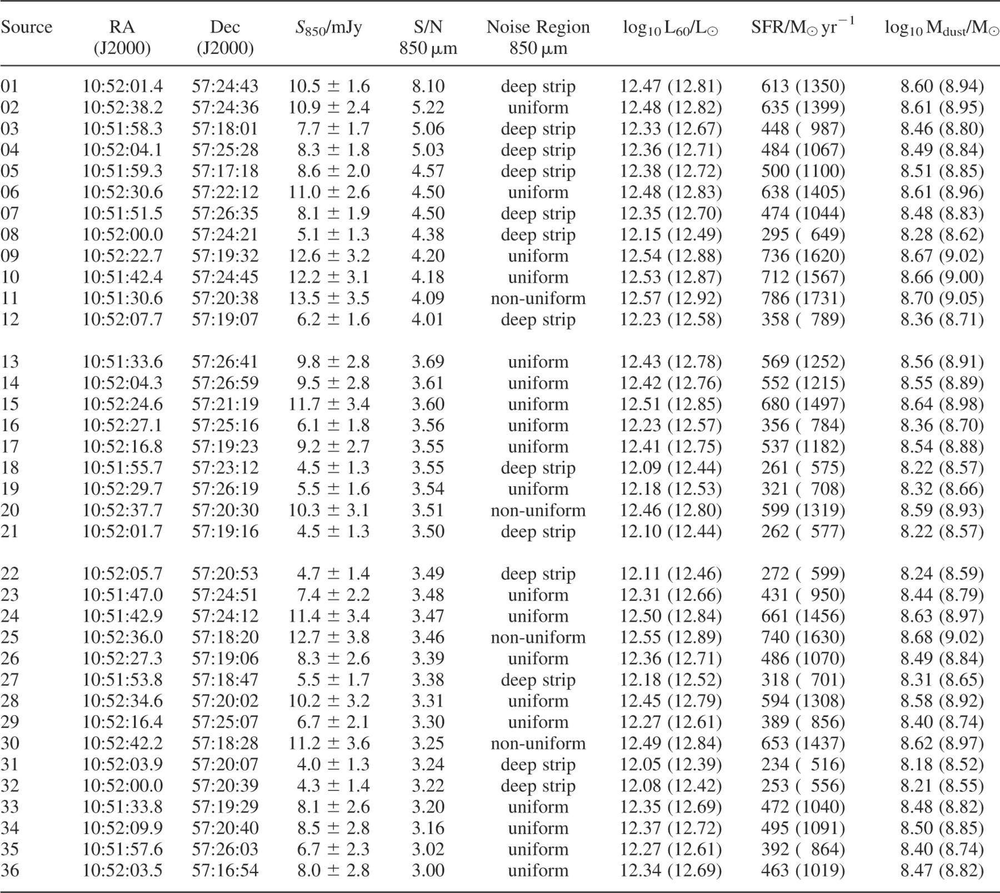 Source RA Dec S850/mJy S/N Noise Region log10 L60/L⊙ SFR/M⊙ yr−1 log10 Mdust/M⊙
(J2000) (J2000) 850 μm 850 μm
01 10:52:01.4 57:24:43 10.5 ± 1.6 8.10 deep strip 12.47 (12.81) 613 (1350) 8.60 (8.94)
02 10:52:38.2 57:24:36 10.9 ± 2.4 5.22 uniform 12.48 (12.82) 635 (1399) 8.61 (8.95)
03 10:51:58.3 57:18:01 7.7 ± 1.7 5.06 deep strip 12.33 (12.67) 448 ( 987) 8.46 (8.80)
04 10:52:04.1 57:25:28 8.3 ± 1.8 5.03 deep strip 12.36 (12.71) 484 (1067) 8.49 (8.84)
05 10:51:59.3 57:17:18 8.6 ± 2.0 4.57 deep strip 12.38 (12.72) 500 (1100) 8.51 (8.85)
06 10:52:30.6 57:22:12 11.0 ± 2.6 4.50 uniform 12.48 (12.83) 638 (1405) 8.61 (8.96)
07 10:51:51.5 57:26:35 8.1 ± 1.9 4.50 deep strip 12.35 (12.70) 474 (1044) 8.48 (8.83)
08 10:52:00.0 57:24:21 5.1 ± 1.3 4.38 deep strip 12.15 (12.49) 295 ( 649) 8.28 (8.62)
09 10:52:22.7 57:19:32 12.6 ± 3.2 4.20 uniform 12.54 (12.88) 736 (1620) 8.67 (9.02)
10 10:51:42.4 57:24:45 12.2 ± 3.1 4.18 uniform 12.53 (12.87) 712 (1567) 8.66 (9.00)
11 10:51:30.6 57:20:38 13.5 ± 3.5 4.09 non-uniform 12.57 (12.92) 786 (1731) 8.70 (9.05)
12 10:52:07.7 57:19:07 6.2 ± 1.6 4.01 deep strip 12.23 (12.58) 358 ( 789) 8.36 (8.71)
13 10:51:33.6 57:26:41 9.8 ± 2.8 3.69 uniform 12.43 (12.78) 569 (1252) 8.56 (8.91)
14 10:52:04.3 57:26:59 9.5 ± 2.8 3.61 uniform 12.42 (12.76) 552 (1215) 8.55 (8.89)
15 10:52:24.6 57:21:19 11.7 ± 3.4 3.60 uniform 12.51 (12.85) 680 (1497) 8.64 (8.98)
16 10:52:27.1 57:25:16 6.1 ± 1.8 3.56 uniform 12.23 (12.57) 356 ( 784) 8.36 (8.70)
17 10:52:16.8 57:19:23 9.2 ± 2.7 3.55 uniform 12.41 (12.75) 537 (1182) 8.54 (8.88)
18 10:51:55.7 57:23:12 4.5 ± 1.3 3.55 deep strip 12.09 (12.44) 261 ( 575) 8.22 (8.57)
19 10:52:29.7 57:26:19 5.5 ± 1.6 3.54 uniform 12.18 (12.53) 321 ( 708) 8.32 (8.66)
20 10:52:37.7 57:20:30 10.3 ± 3.1 3.51 non-uniform 12.46 (12.80) 599 (1319) 8.59 (8.93)
21 10:52:01.7 57:19:16 4.5 ± 1.3 3.50 deep strip 12.10 (12.44) 262 ( 577) 8.22 (8.57)
22 10:52:05.7 57:20:53 4.7 ± 1.4 3.49 deep strip 12.11 (12.46) 272 ( 599) 8.24 (8.59)
23 10:51:47.0 57:24:51 7.4 ± 2.2 3.48 uniform 12.31 (12.66) 431 ( 950) 8.44 (8.79)
24 10:51:42.9 57:24:12 11.4 ± 3.4 3.47 uniform 12.50 (12.84) 661 (1456) 8.63 (8.97)
25 10:52:36.0 57:18:20 12.7 ± 3.8 3.46 non-uniform 12.55 (12.89) 740 (1630) 8.68 (9.02)
26 10:52:27.3 57:19:06 8.3 ± 2.6 3.39 uniform 12.36 (12.71) 486 (1070) 8.49 (8.84)
27 10:51:53.8 57:18:47 5.5 ± 1.7 3.38 deep strip 12.18 (12.52) 318 ( 701) 8.31 (8.65)
28 10:52:34.6 57:20:02 10.2 ± 3.2 3.31 uniform 12.45 (12.79) 594 (1308) 8.58 (8.92)
29 10:52:16.4 57:25:07 6.7 ± 2.1 3.30 uniform 12.27 (12.61) 389 ( 856) 8.40 (8.74)
30 10:52:42.2 57:18:28 11.2 ± 3.6 3.25 non-uniform 12.49 (12.84) 653 (1437) 8.62 (8.97)
31 10:52:03.9 57:20:07 4.0 ± 1.3 3.24 deep strip 12.05 (12.39) 234 ( 516) 8.18 (8.52)
32 10:52:00.0 57:20:39 4.3 ± 1.4 3.22 deep strip 12.08 (12.42) 253 ( 556) 8.21 (8.55)
33 10:51:33.8 57:19:29 8.1 ± 2.6 3.20 uniform 12.35 (12.69) 472 (1040) 8.48 (8.82)
34 10:52:09.9 57:20:40 8.5 ± 2.8 3.16 uniform 12.37 (12.72) 495 (1091) 8.50 (8.85)
35 10:51:57.6 57:26:03 6.7 ± 2.3 3.02 uniform 12.27 (12.61) 392 ( 864) 8.40 (8.74)
36 10:52:03.5 57:16:54 8.0 ± 2.8 3.00 uniform 12.34 (12.69) 463 (1019) 8.47 (8.82)